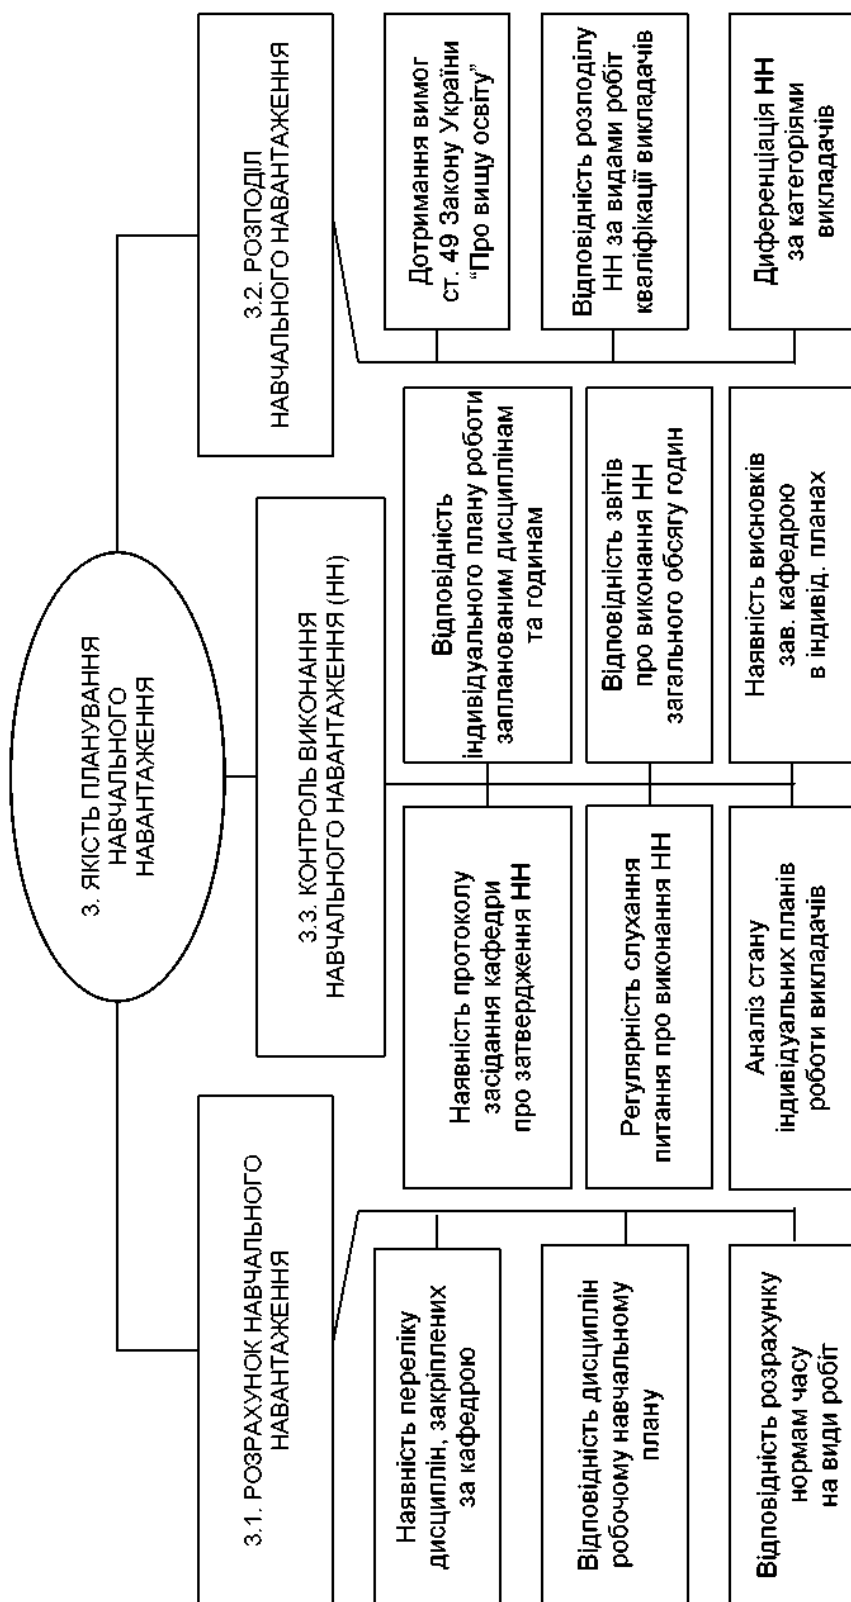 3. ЯКІСТЬ ПЛАНУВАННЯ
НАВЧАЛЬНОГО
НАВАНТАЖЕННЯ
3.1. РОЗРАХУНОК НАВЧАЛЬНОГО
НАВАНТАЖЕННЯ
Наявність переліку
дисциплін, закріплених
за кафедрою
Відповідність дисциплін
робочому навчальному
плану
Відповідність розрахунку
нормам часу
на види робіт
3.3. КОНТРОЛЬ ВИКОНАННЯ
НАВЧАЛЬНОГО НАВАНТАЖЕННЯ (НН)
Наявність протоколу
засідання кафедри
про затвердження НН
Регулярність слухання
питання про виконання НН
Аналіз стану
індивідуальних планів
роботи викладачів
Відповідність
індивідуального плану роботи
запланованим дисциплінам
та годинам
Відповідність звітів
про виконання НН
загального обсягу годин
Наявність висновків
зав. кафедрою
в індивід. планах
3.2. РОЗПОДІЛ
НАВЧАЛЬНОГО НАВАНТАЖЕННЯ
Дотримання вимог
ст. 49 Закону України
“Про вищу освіту”
Відповідність розподілу
НН за видами робіт
кваліфікації викладачів
Диференціація НН
за категоріями
викладачів